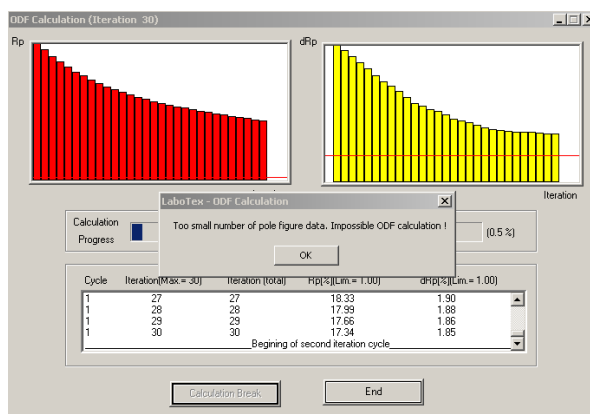 ODF Calculation (Iteration 30)
Rp
dRp
Iteration
LaboTex - ODF Calculation
Too small number of pole figure data. Impossible ODF calculation !
OK
Calculation
Progress
(0.5 %)
Cycle Iteration(Max.= 30) Iteration (total) Rp[%](Lim.= 1.00) dRp[%](Lim.= 1.00)
1 27 27 18.33 1.90
1 28 28 17.99 1.88
1 29 29 17.66 1.86
1 30 30 17.34 1.85
Begining of second iteration cycle
Calculation Break
End